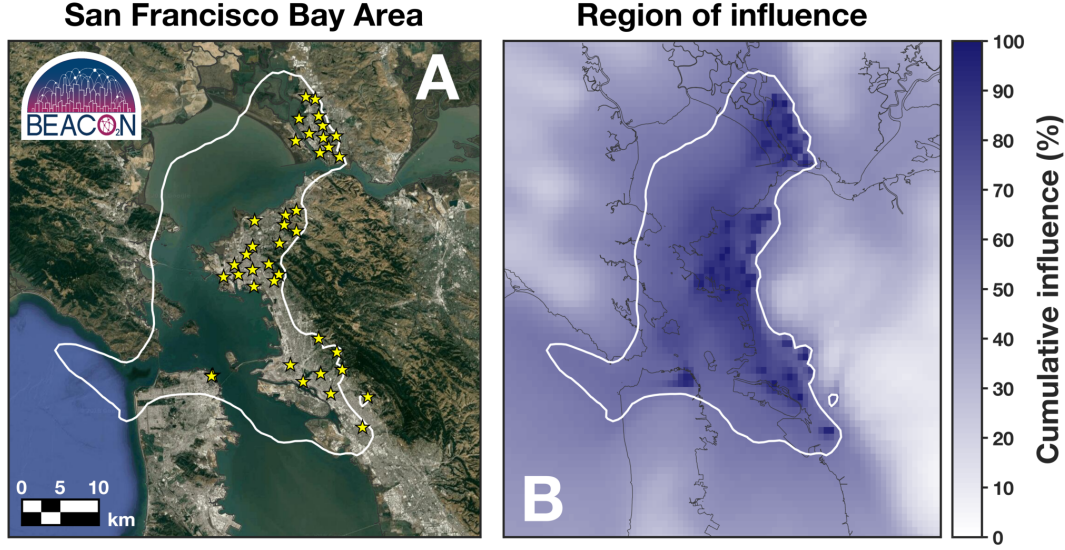 San Francisco Bay Area
Region of influence
BEACO₂N
A
0 5 10
km
B
100
90
80
70
60
50
40
30
20
10
0
Cumulative influence (%)